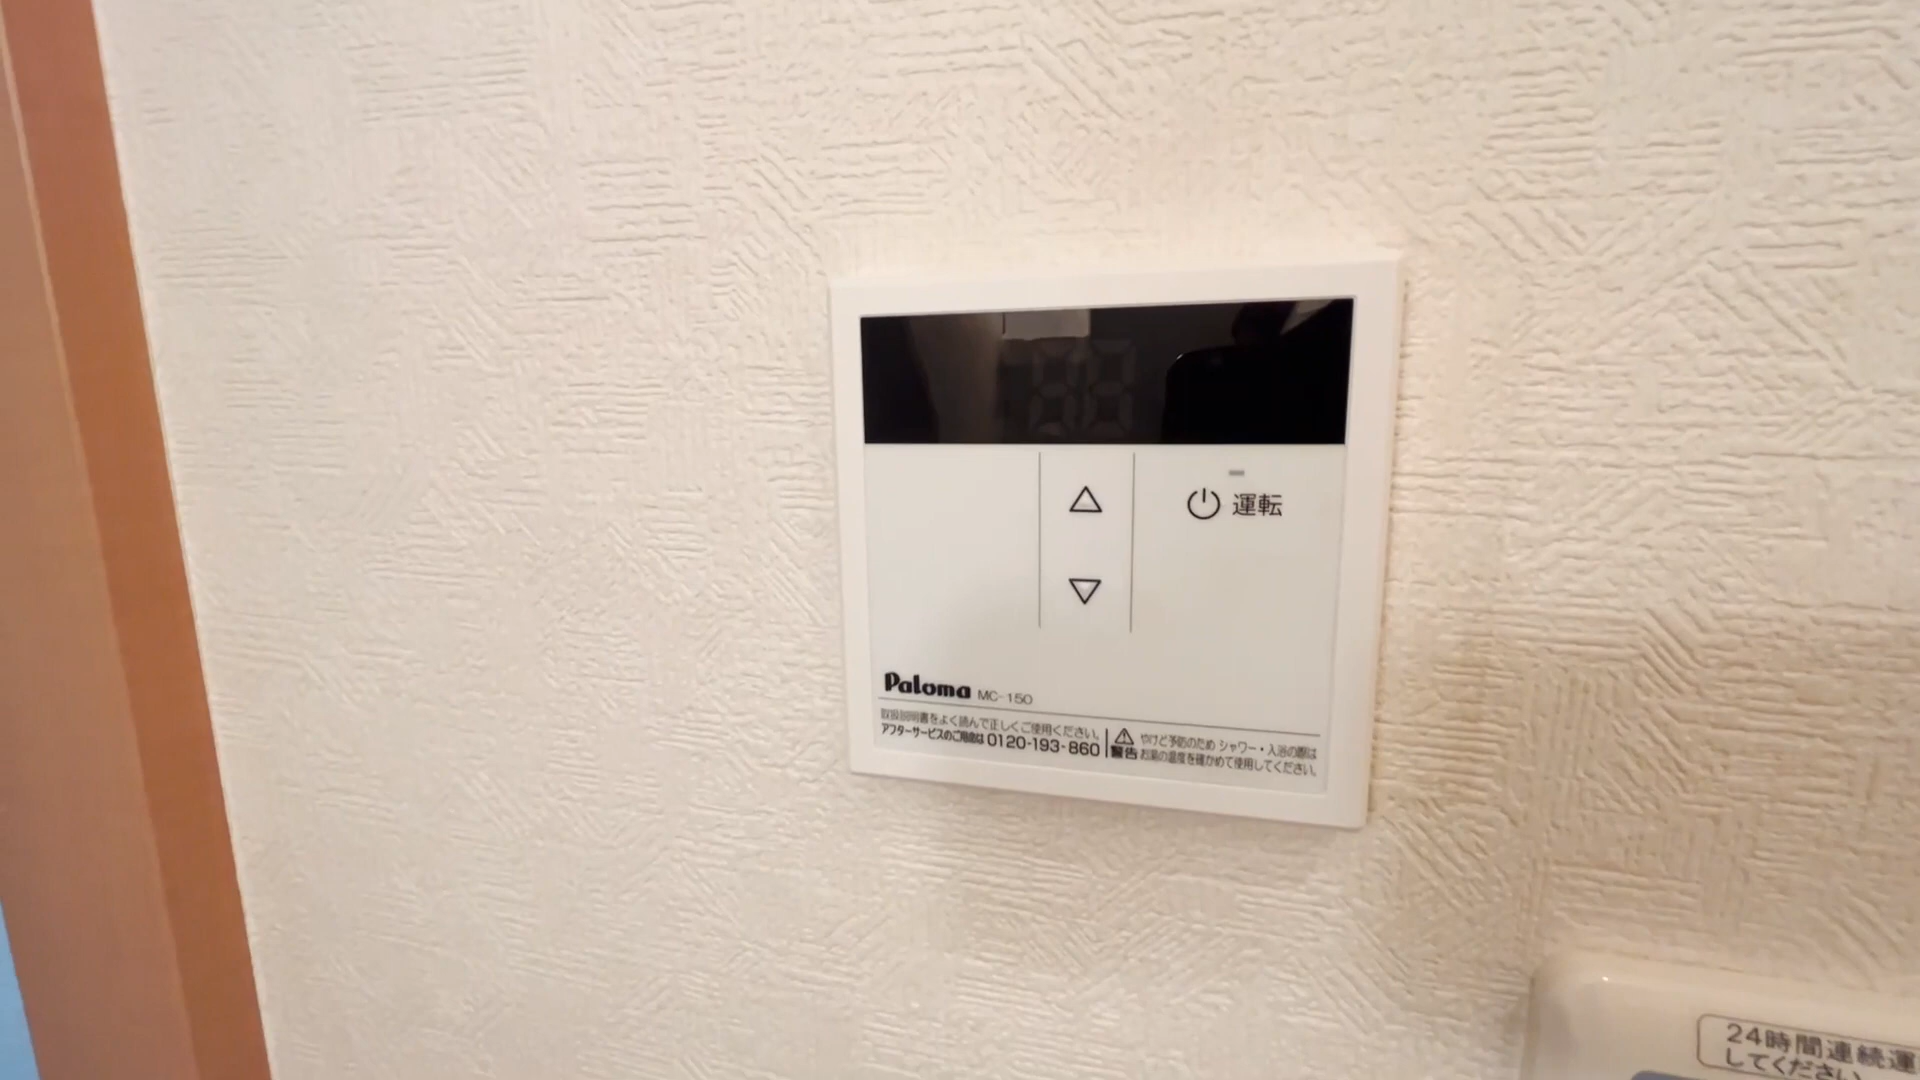 運転
Paloma MC-150
取扱説明書をよく読んで正しくご使用ください。
アフターサービスのご用命は 0120-193-860
警告
やけど予防のため シャワー・入浴の際は
お湯の温度を確かめて使用してください。
24時間連続運
してください